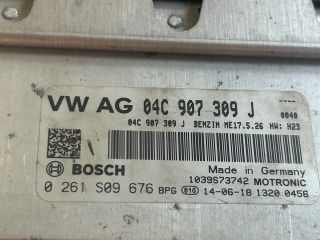 VW AG 04C 907 309 J ----
04C 907 309 J BENZIN ME17.5.26 HW: H23 0040
BOSCH Made in Germany
1039S73742 MOTRONIC
0 261 S09 676 BPG 810 14-06-18 1320 0456